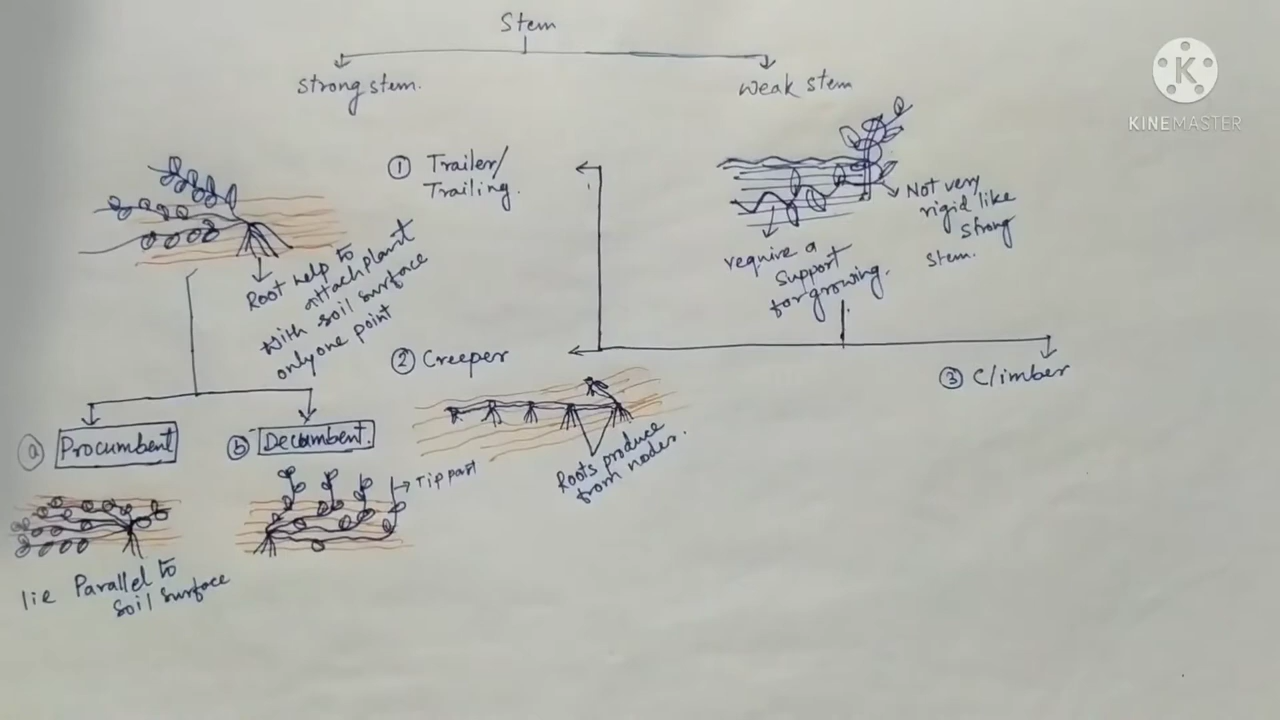 Stem
strong stem.
weak stem
K
KINEMASTER
① Trailer/
Trailing.
Not very
rigid like
strong
stem.
require a
support
for growing.
Root help to
attach plant
with soil surface
only one point
② Creeper
③ Climber
ⓐ Procumbent
ⓑ Decumbent.
Tip part
Roots produce
from nodes.
lie Parallel to
soil surface